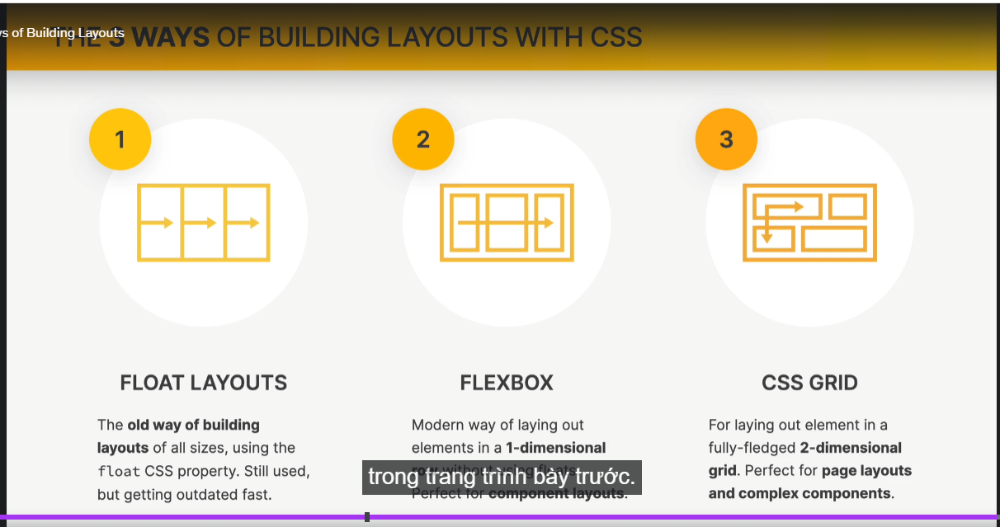 ys of Building Layouts
THE 3 WAYS OF BUILDING LAYOUTS WITH CSS
1
2
3
FLOAT LAYOUTS
The old way of building
layouts of all sizes, using the
float CSS property. Still used,
but getting outdated fast.
FLEXBOX
Modern way of laying out
elements in a 1-dimensional
row without using floats.
Perfect for component layouts.
CSS GRID
For laying out element in a
fully-fledged 2-dimensional
grid. Perfect for page layouts
and complex components.
trong trang trình bày trước.